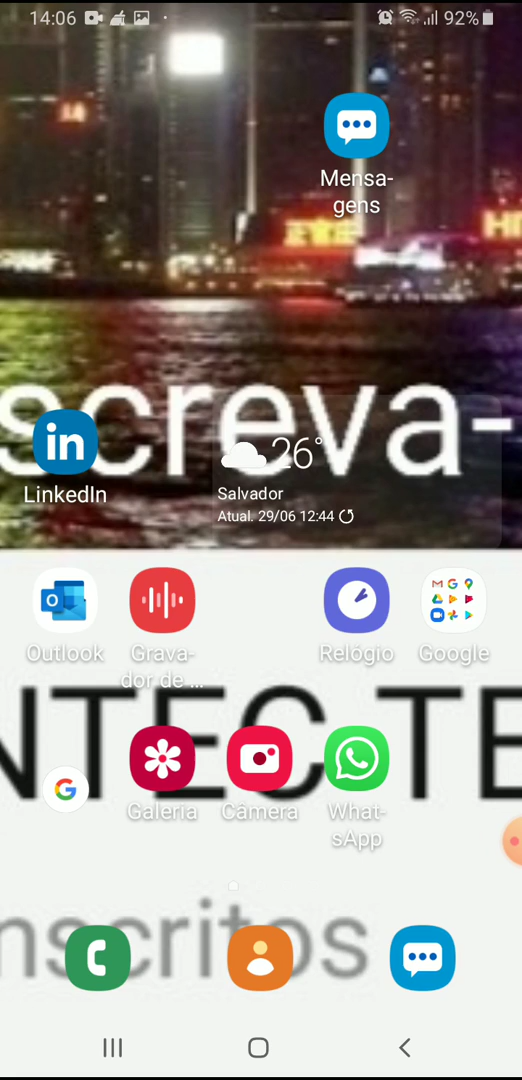 14:06
92%
Mensa-
gens
screva-
LinkedIn
26°
Salvador
Atual. 29/06 12:44
Outlook
Grava-
dor de ...
Relógio
Google
NTEC TE
Galeria
Câmera
What-
sApp
nscritos